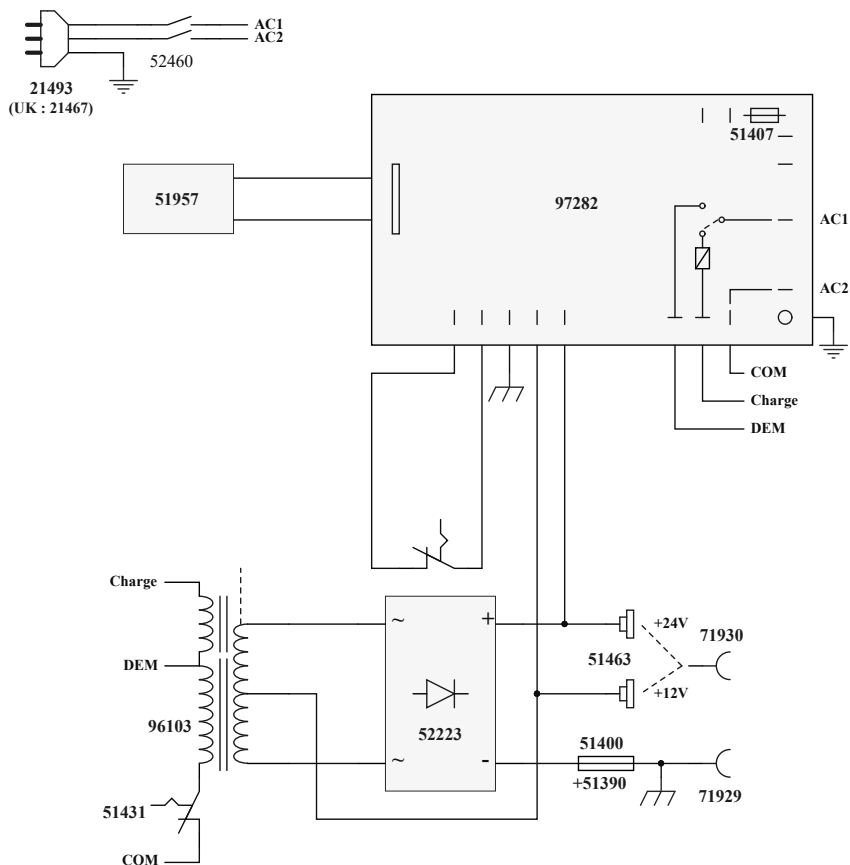 AC1
AC2
52460
21493
(UK : 21467)
51407
51957
97282
AC1
AC2
COM
Charge
DEM
Charge
DEM
96103
51431
COM
~
~
+
-
52223
+24V
71930
51463
+12V
51400
+51390
71929